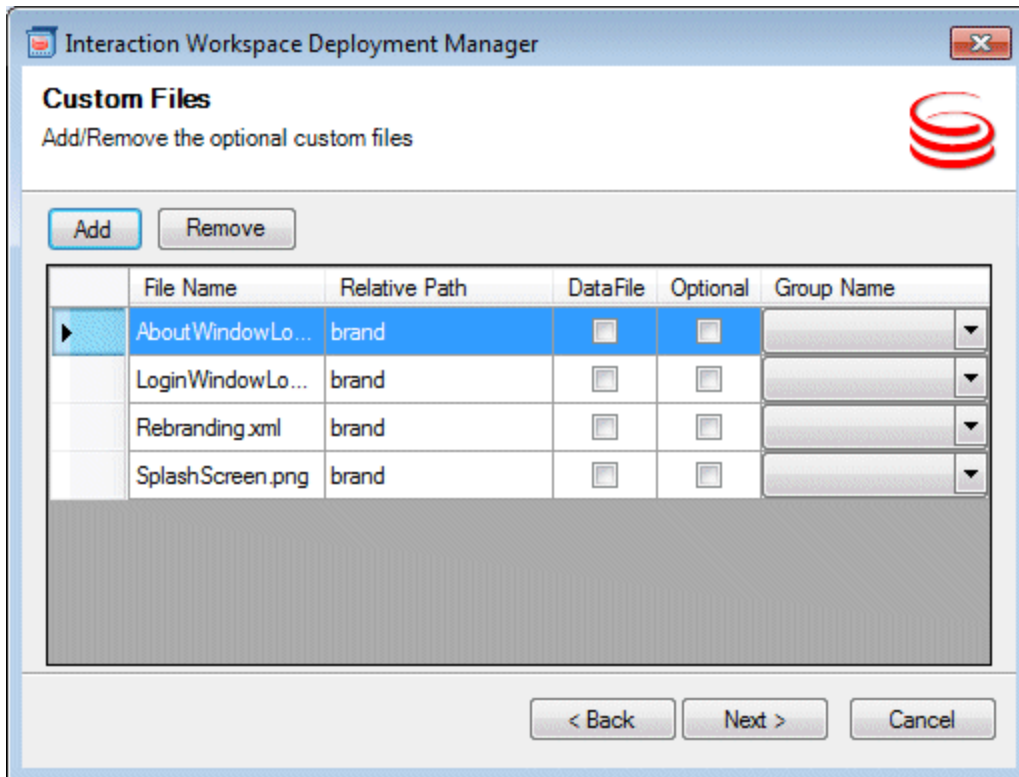 Interaction Workspace Deployment Manager
Custom Files
Add/Remove the optional custom files
Add Remove
File Name Relative Path DataFile Optional Group Name
AboutWindowLo... brand
LoginWindowLo... brand
Rebranding.xml brand
SplashScreen.png brand
< Back Next > Cancel